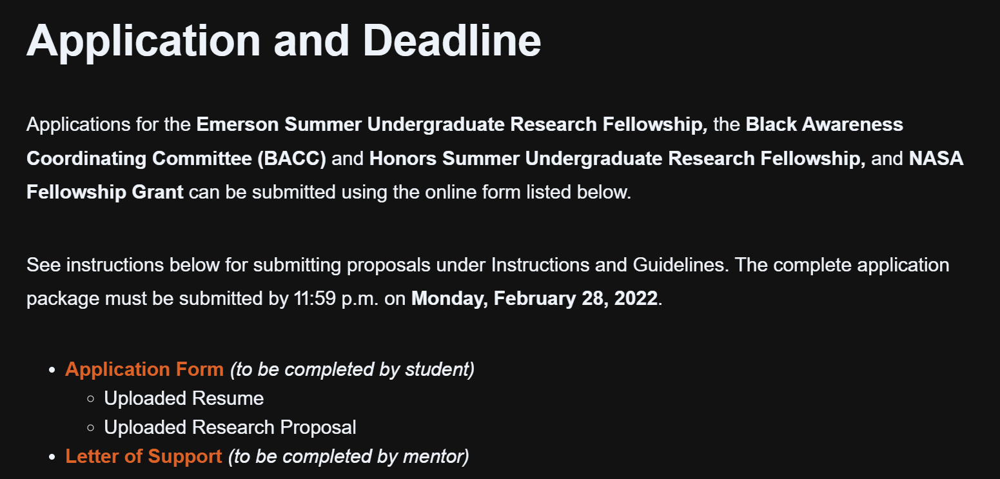 Application and Deadline
Applications for the Emerson Summer Undergraduate Research Fellowship, the Black Awareness
Coordinating Committee (BACC) and Honors Summer Undergraduate Research Fellowship, and NASA
Fellowship Grant can be submitted using the online form listed below.
See instructions below for submitting proposals under Instructions and Guidelines. The complete application
package must be submitted by 11:59 p.m. on Monday, February 28, 2022.
• Application Form (to be completed by student)
◦ Uploaded Resume
◦ Uploaded Research Proposal
• Letter of Support (to be completed by mentor)